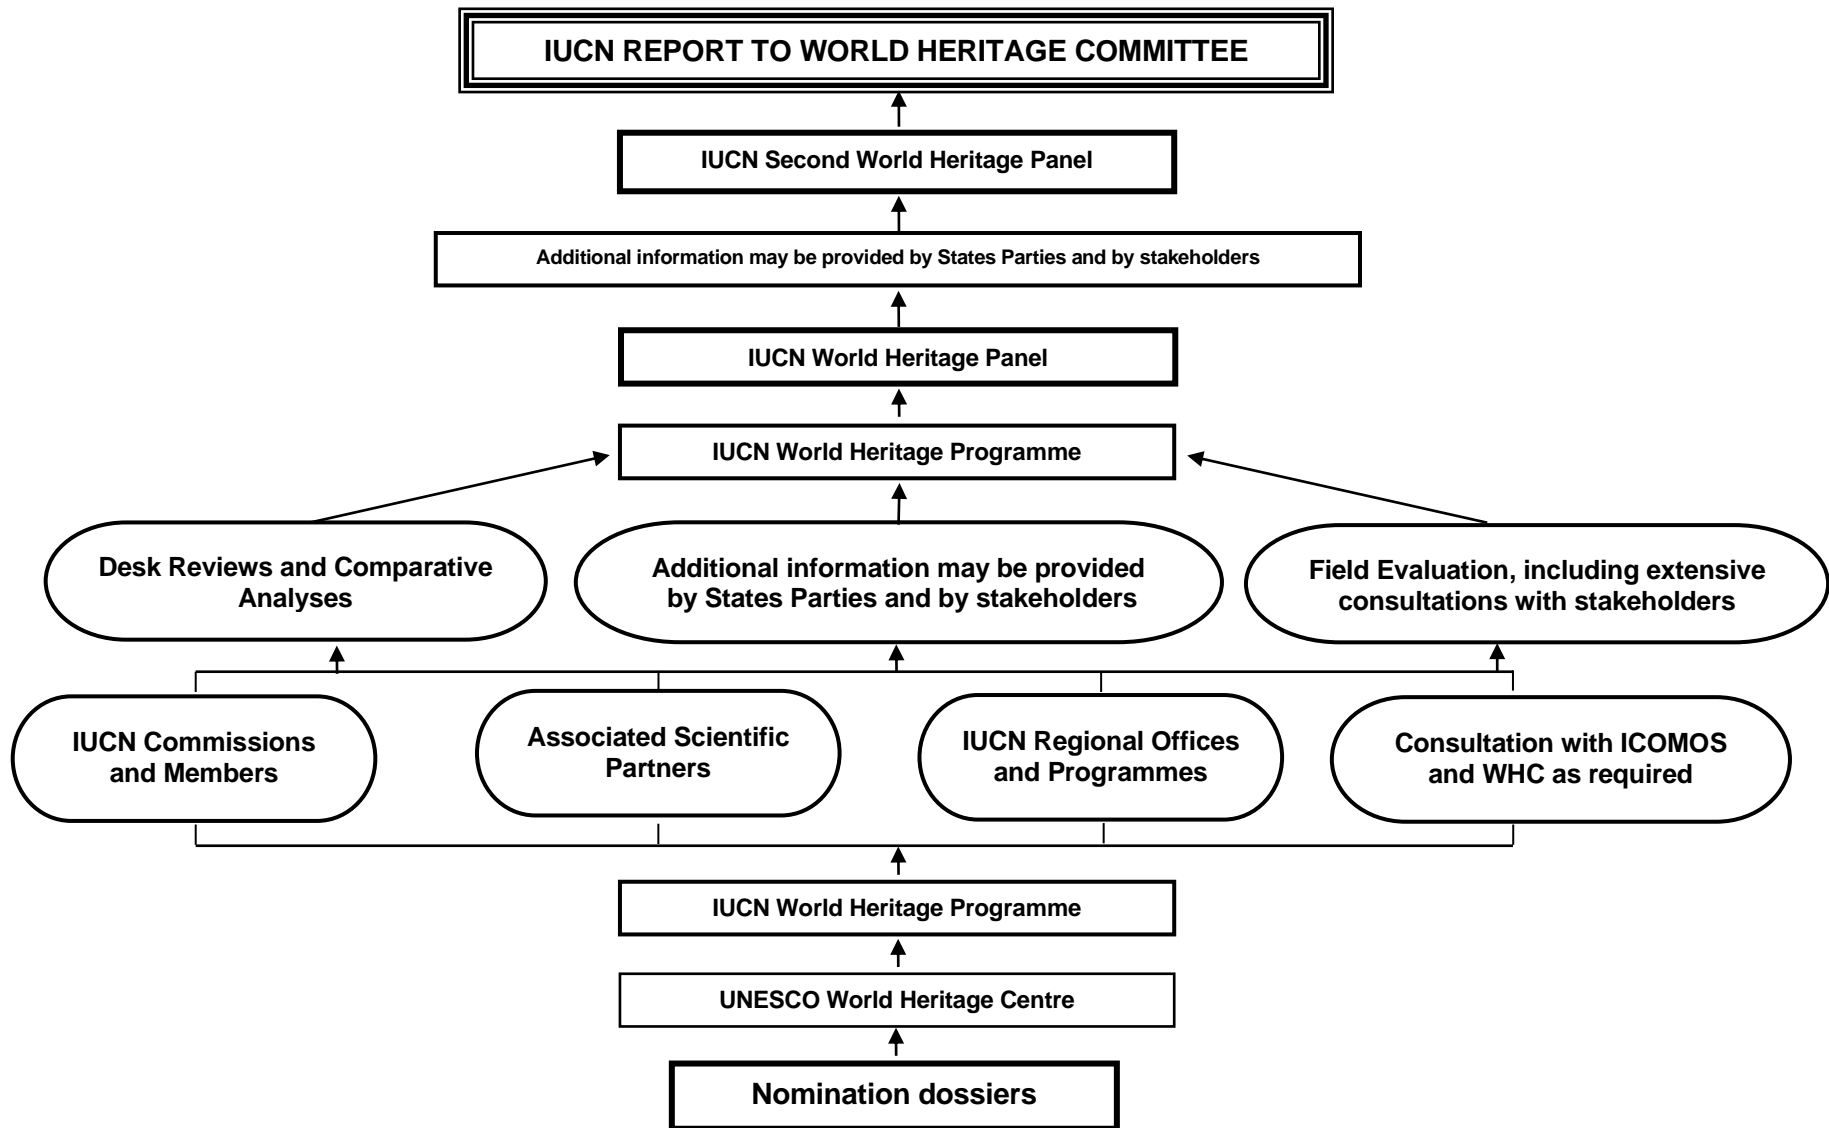 IUCN REPORT TO WORLD HERITAGE COMMITTEE
IUCN Second World Heritage Panel
Additional information may be provided by States Parties and by stakeholders
IUCN World Heritage Panel
IUCN World Heritage Programme
Desk Reviews and Comparative
Analyses
Additional information may be provided
by States Parties and by stakeholders
Field Evaluation, including extensive
consultations with stakeholders
IUCN Commissions
and Members
Associated Scientific
Partners
IUCN Regional Offices
and Programmes
Consultation with ICOMOS
and WHC as required
IUCN World Heritage Programme
UNESCO World Heritage Centre
Nomination dossiers